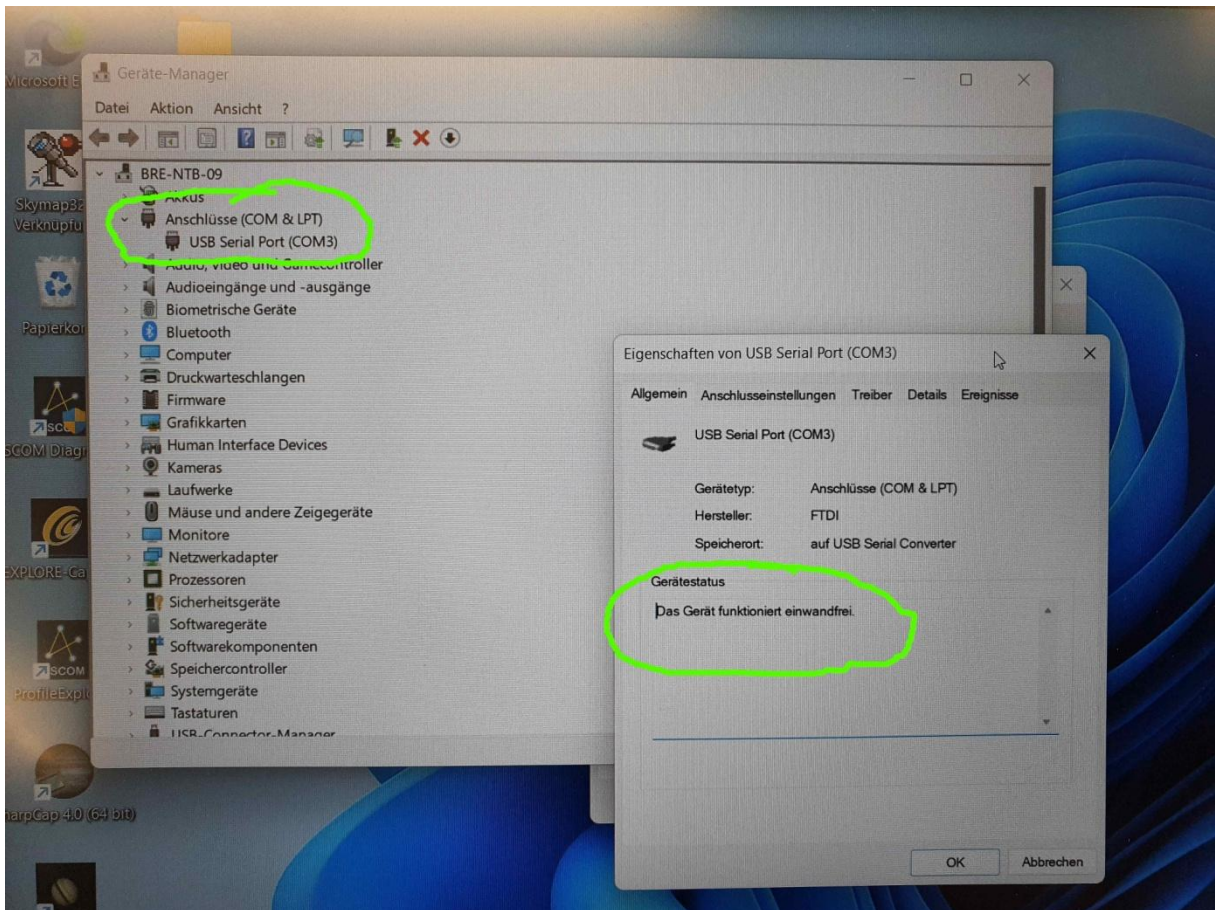 Microsoft E
Geräte-Manager
Datei Aktion Ansicht ?
BRE-NTB-09
Akkus
Anschlüsse (COM & LPT)
USB Serial Port (COM3)
Audio, Video und Gamecontroller
Audioeingänge und -ausgänge
Biometrische Geräte
Bluetooth
Computer
Druckwarteschlangen
Firmware
Grafikkarten
Human Interface Devices
Kameras
Laufwerke
Mäuse und andere Zeigegeräte
Monitore
Netzwerkadapter
Prozessoren
Sicherheitsgeräte
Softwaregeräte
Softwarekomponenten
Speichercontroller
Systemgeräte
Tastaturen
USB-Connector-Manager
Skymap32
Verknüpfu
Papierkor
SCOM Diagn
EXPLORE-Ca
SCOM
ProfileExplo
harpCap 4.0 (64 bit)
Eigenschaften von USB Serial Port (COM3)
Allgemein Anschlusseinstellungen Treiber Details Ereignisse
USB Serial Port (COM3)
Gerätetyp: Anschlüsse (COM & LPT)
Hersteller: FTDI
Speicherort: auf USB Serial Converter
Gerätestatus
Das Gerät funktioniert einwandfrei.
OK Abbrechen